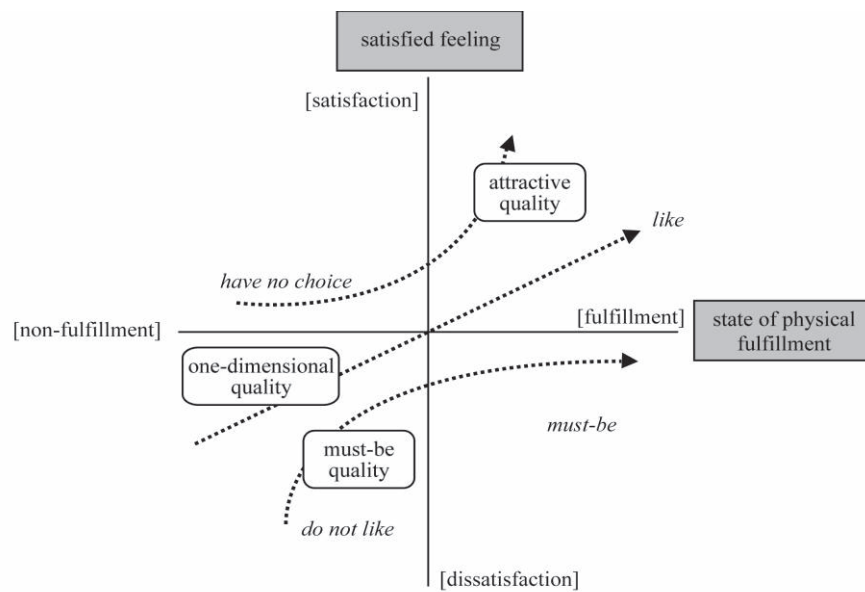 satisfied feeling
[satisfaction]
attractive
quality
like
have no choice
[non-fulfillment]
[fulfillment]
state of physical
fulfillment
one-dimensional
quality
must-be
quality
must-be
do not like
[dissatisfaction]